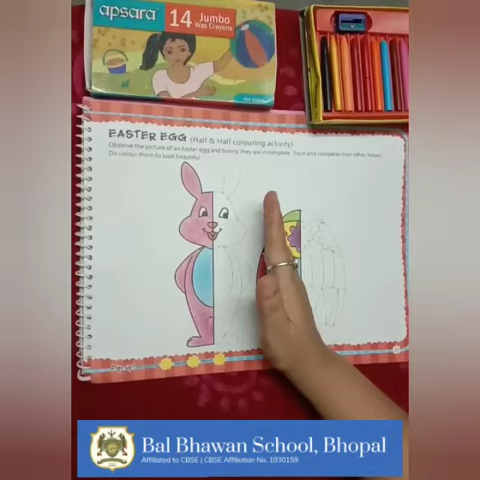 apsara
14 Jumbo
Wax Crayons
EASTER EGG (Half & Half colouring activity)
Observe the picture of an Easter egg and bunny, they are incomplete. Trace and complete their other halves.
Do colour them to look beautiful.
Bal Bhawan School, Bhopal
Affiliated to CBSE | CBSE Affiliation No. 1030159